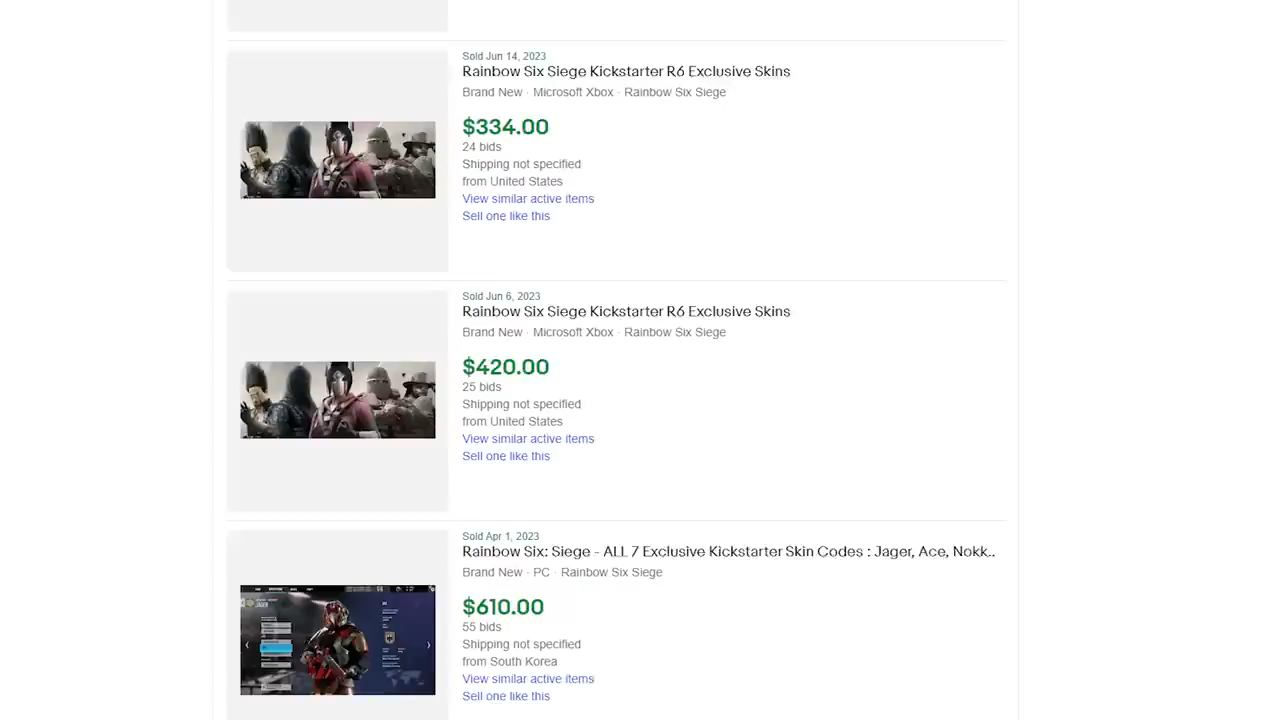 Sold Jun 14, 2023
Rainbow Six Siege Kickstarter R6 Exclusive Skins
Brand New · Microsoft Xbox · Rainbow Six Siege
$334.00
24 bids
Shipping not specified
from United States
View similar active items
Sell one like this
Sold Jun 6, 2023
Rainbow Six Siege Kickstarter R6 Exclusive Skins
Brand New · Microsoft Xbox · Rainbow Six Siege
$420.00
25 bids
Shipping not specified
from United States
View similar active items
Sell one like this
Sold Apr 1, 2023
Rainbow Six: Siege - ALL 7 Exclusive Kickstarter Skin Codes : Jager, Ace, Nokk..
Brand New · PC · Rainbow Six Siege
$610.00
55 bids
Shipping not specified
from South Korea
View similar active items
Sell one like this